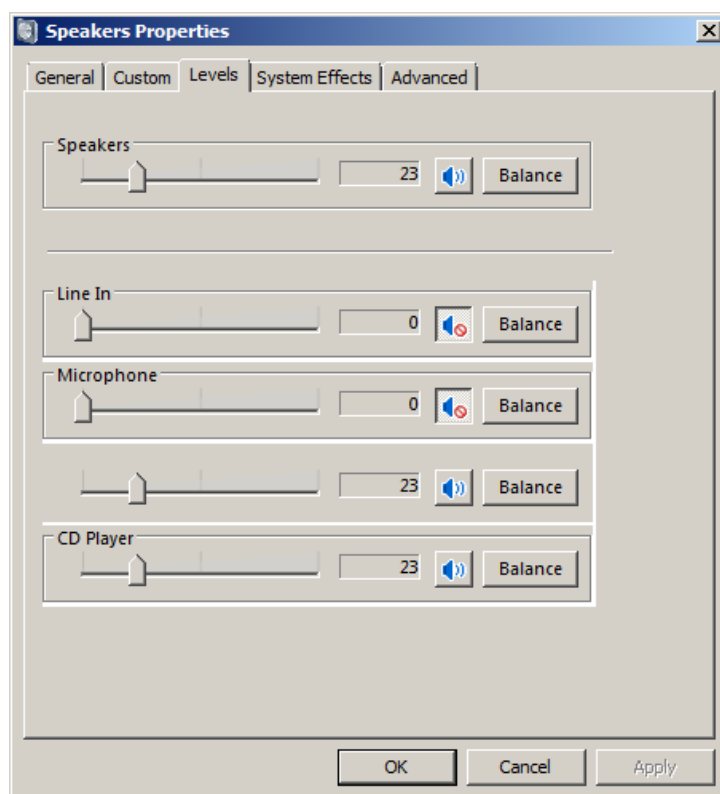 Speakers Properties
General Custom Levels System Effects Advanced
Speakers
23 Balance
Line In
0 Balance
Microphone
0 Balance
23 Balance
CD Player
23 Balance
OK Cancel Apply